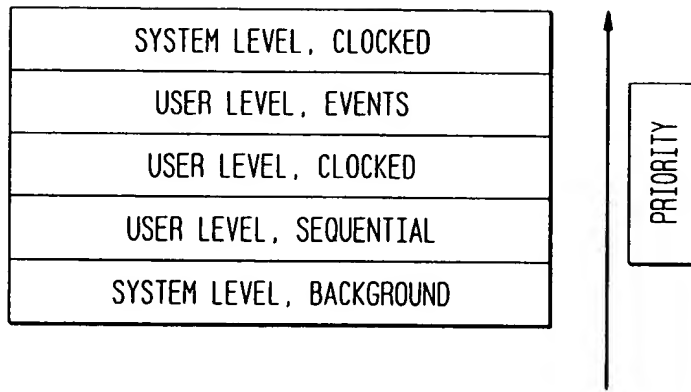 SYSTEM LEVEL, CLOCKED
USER LEVEL, EVENTS
USER LEVEL, CLOCKED
USER LEVEL, SEQUENTIAL
SYSTEM LEVEL, BACKGROUND
PRIORITY